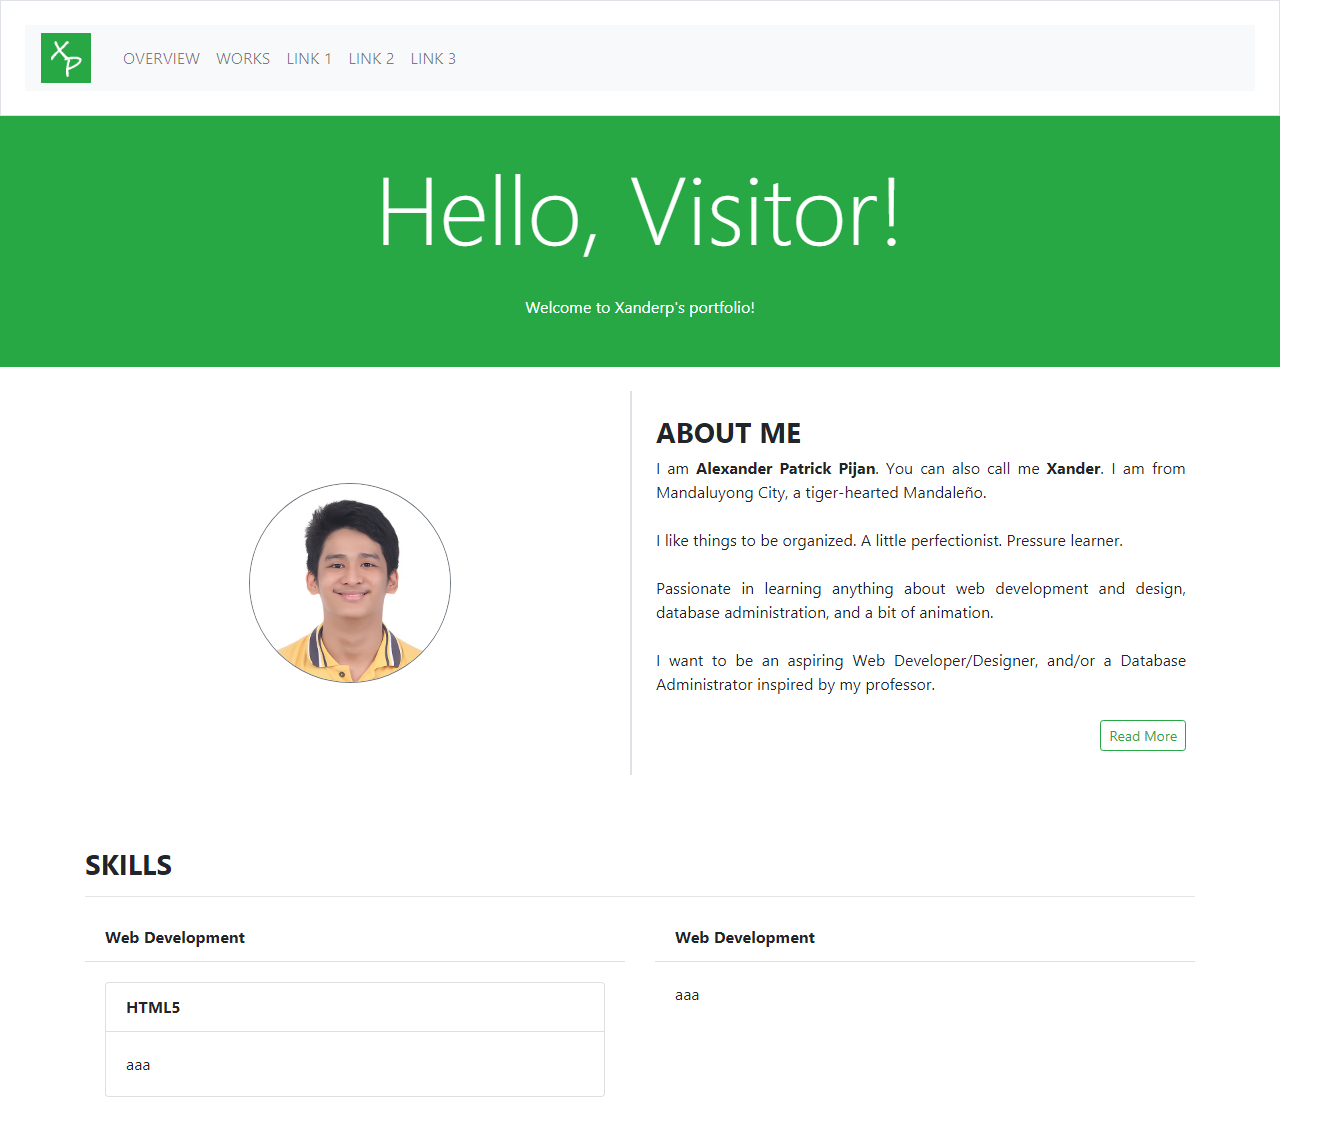 XP
OVERVIEW WORKS LINK 1 LINK 2 LINK 3
Hello, Visitor!
Welcome to Xanderp's portfolio!
ABOUT ME
I am Alexander Patrick Pijan. You can also call me Xander. I am from
Mandaluyong City, a tiger-hearted Mandaleño.
I like things to be organized. A little perfectionist. Pressure learner.
Passionate in learning anything about web development and design,
database administration, and a bit of animation.
I want to be an aspiring Web Developer/Designer, and/or a Database
Administrator inspired by my professor.
Read More
SKILLS
Web Development
HTML5
aaa
Web Development
aaa